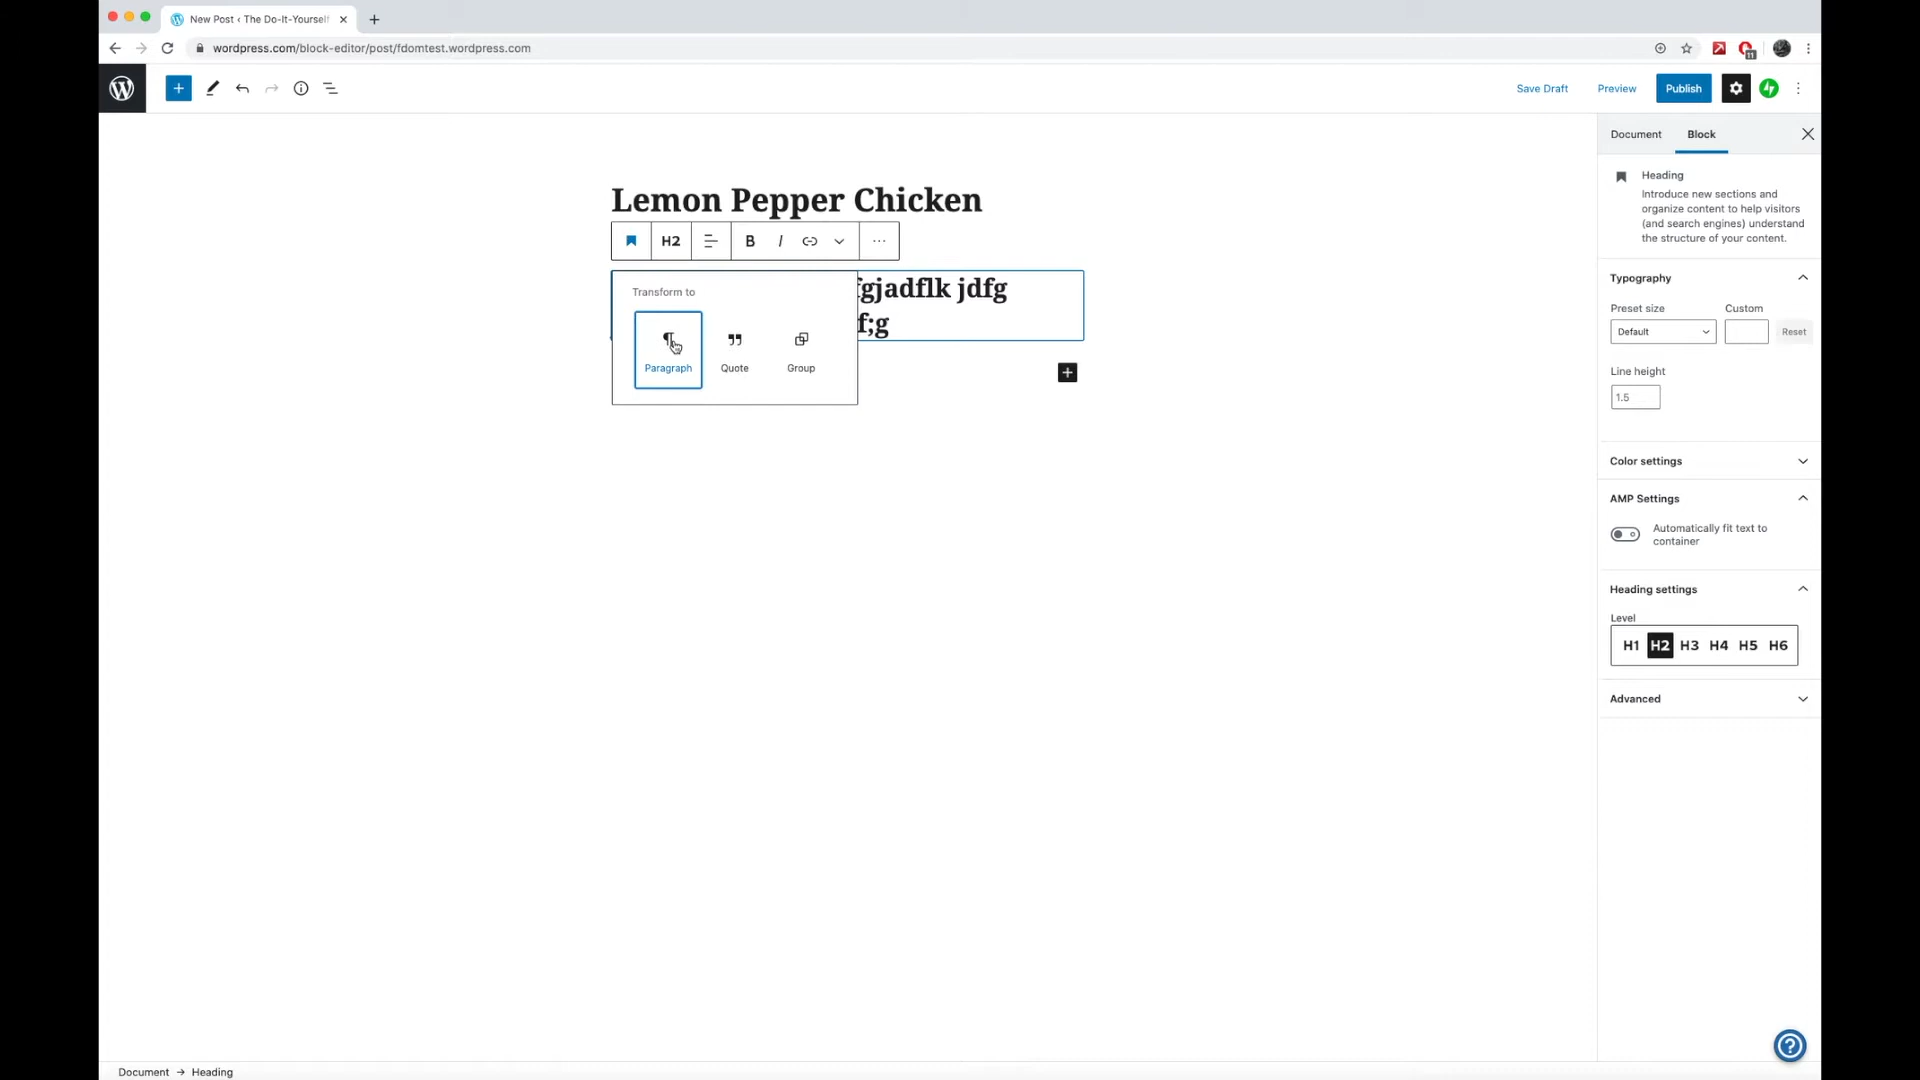 New Post ‹ The Do-It-Yourself
wordpress.com/block-editor/post/fdomtest.wordpress.com
11
Save Draft
Preview
Publish
Document
Block
Heading
Introduce new sections and
organize content to help visitors
(and search engines) understand
the structure of your content.
Lemon Pepper Chicken
H2
B
I
fgjadflk jdfg
f;g
Transform to
Paragraph
Quote
Group
Typography
Preset size
Custom
Default
Reset
Line height
1.5
Color settings
AMP Settings
Automatically fit text to
container
Heading settings
Level
H1 H2 H3 H4 H5 H6
Advanced
Document → Heading